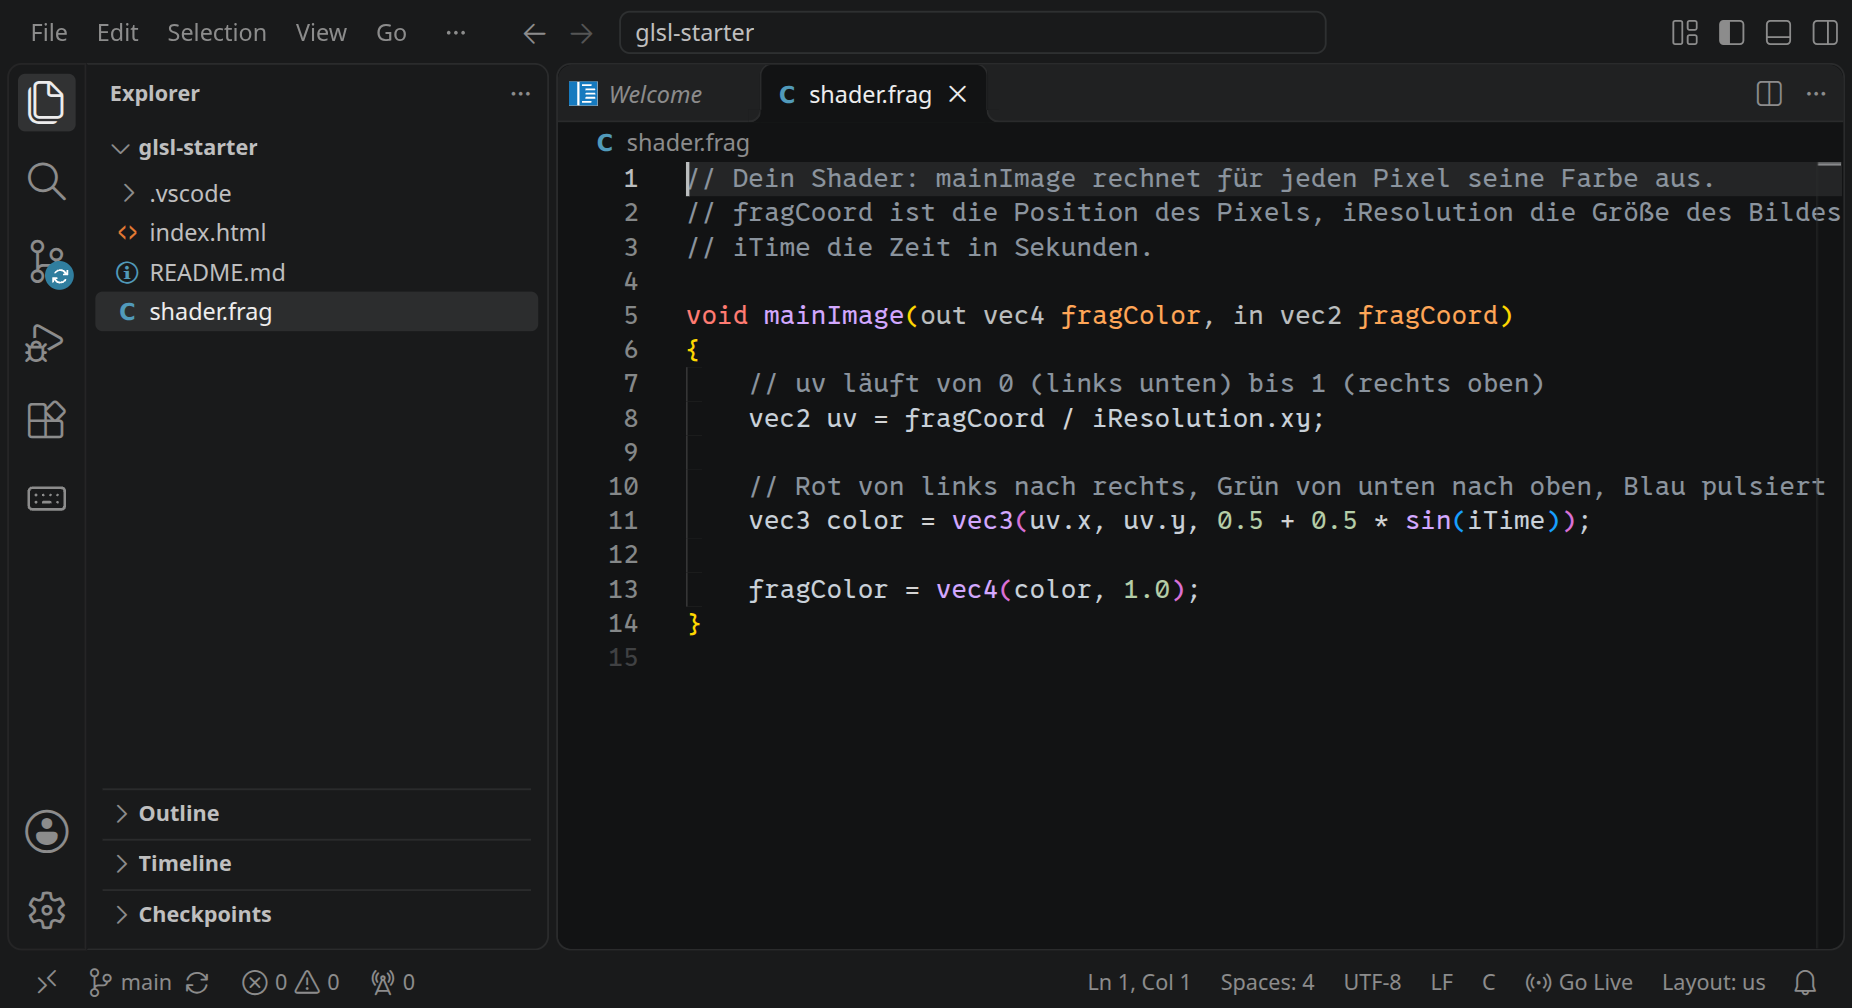 File Edit Selection View Go ··· glsl-starter
Explorer ···
glsl-starter
.vscode
index.html
README.md
shader.frag
Outline
Timeline
Checkpoints
Welcome shader.frag ···
shader.frag
1 // Dein Shader: mainImage rechnet für jeden Pixel seine Farbe aus.
2 // fragCoord ist die Position des Pixels, iResolution die Größe des Bildes
3 // iTime die Zeit in Sekunden.
4
5 void mainImage(out vec4 fragColor, in vec2 fragCoord)
6 {
7     // uv läuft von 0 (links unten) bis 1 (rechts oben)
8     vec2 uv = fragCoord / iResolution.xy;
9
10     // Rot von links nach rechts, Grün von unten nach oben, Blau pulsiert
11     vec3 color = vec3(uv.x, uv.y, 0.5 + 0.5 * sin(iTime));
12
13     fragColor = vec4(color, 1.0);
14 }
15
main 0 0 0 Ln 1, Col 1 Spaces: 4 UTF-8 LF C Go Live Layout: us